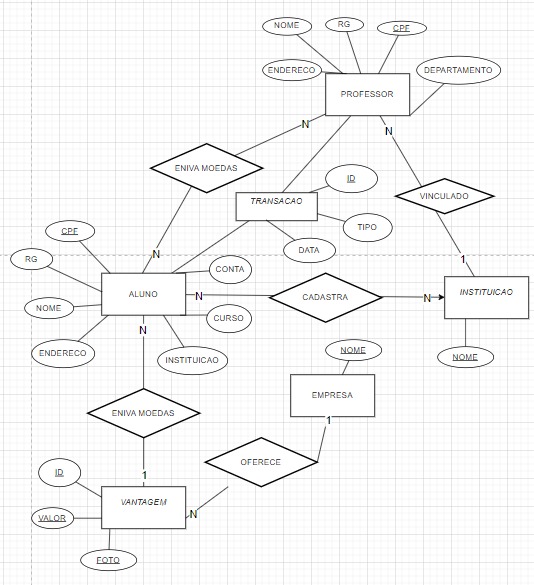 NOME
RG
CPF
ENDERECO
DEPARTAMENTO
PROFESSOR
N
N
ENIVA MOEDAS
ID
TRANSACAO
VINCULADO
TIPO
CPF
DATA
N
RG
1
CONTA
ALUNO
N
CADASTRA
N
INSTITUICAO
NOME
CURSO
N
ENDERECO
INSTITUICAO
NOME
NOME
EMPRESA
ENIVA MOEDAS
1
OFERECE
ID
1
VANTAGEM
N
VALOR
FOTO